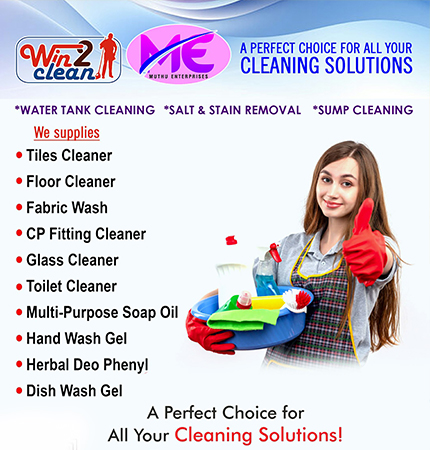 Win 2
clean
ME
MUTHU ENTERPRISES
A PERFECT CHOICE FOR ALL YOUR
CLEANING SOLUTIONS
*WATER TANK CLEANING *SALT & STAIN REMOVAL *SUMP CLEANING
We supplies
• Tiles Cleaner
• Floor Cleaner
• Fabric Wash
• CP Fitting Cleaner
• Glass Cleaner
• Toilet Cleaner
• Multi-Purpose Soap Oil
• Hand Wash Gel
• Herbal Deo Phenyl
• Dish Wash Gel
A Perfect Choice for
All Your Cleaning Solutions!